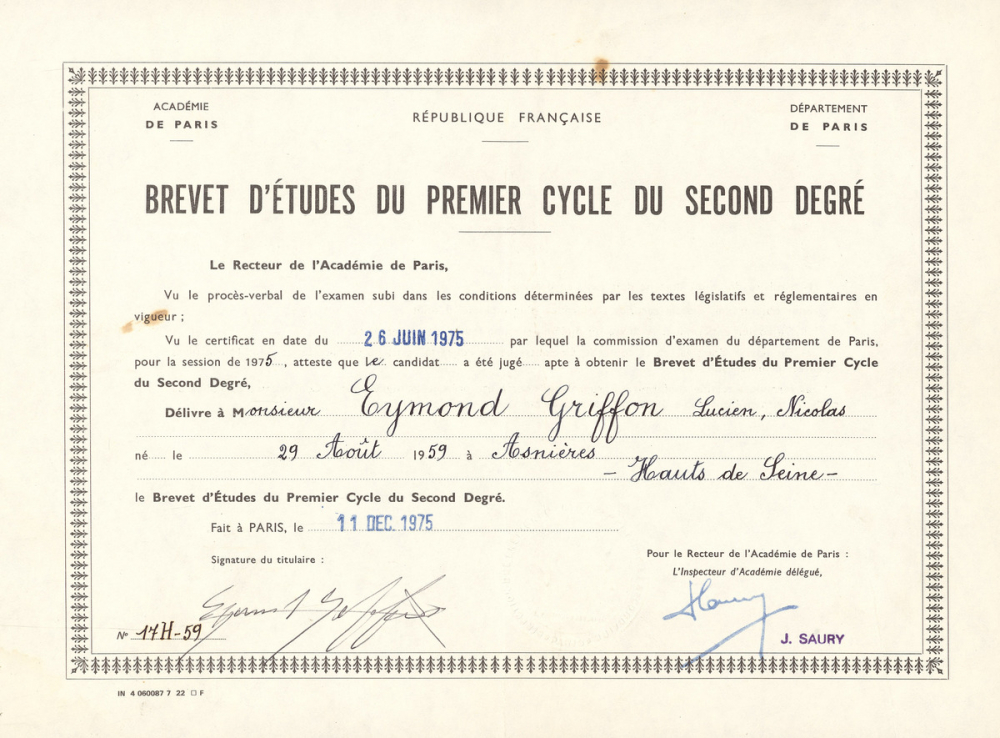 ACADÉMIE
DE PARIS
RÉPUBLIQUE FRANÇAISE
DÉPARTEMENT
DE PARIS
BREVET D'ÉTUDES DU PREMIER CYCLE DU SECOND DEGRÉ
Le Recteur de l'Académie de Paris,
Vu le procès-verbal de l'examen subi dans les conditions déterminées par les textes législatifs et réglementaires en
vigueur ;
Vu le certificat en date du 26 JUIN 1975 par lequel la commission d'examen du département de Paris,
pour la session de 1975, atteste que le candidat a été jugé apte à obtenir le Brevet d'Études du Premier Cycle
du Second Degré,
Délivre à Monsieur Eymond Griffon Lucien, Nicolas
né le 29 Août 1959 à Asnières
- Hauts de Seine -
le Brevet d'Études du Premier Cycle du Second Degré.
Fait à PARIS, le 11 DEC. 1975
Signature du titulaire :
Pour le Recteur de l'Académie de Paris :
L'Inspecteur d'Académie délégué,
N° 17H-59
J. SAURY
IN 4 060087 7 22 □ F